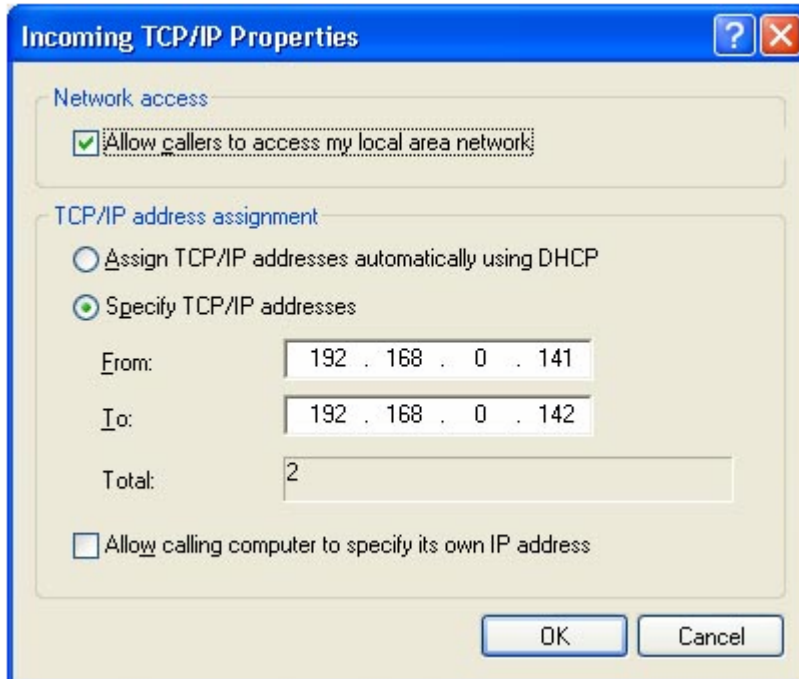 Incoming TCP/IP Properties
Network access
Allow callers to access my local area network
TCP/IP address assignment
Assign TCP/IP addresses automatically using DHCP
Specify TCP/IP addresses
From: 192 . 168 . 0 . 141
To: 192 . 168 . 0 . 142
Total: 2
Allow calling computer to specify its own IP address
OK Cancel